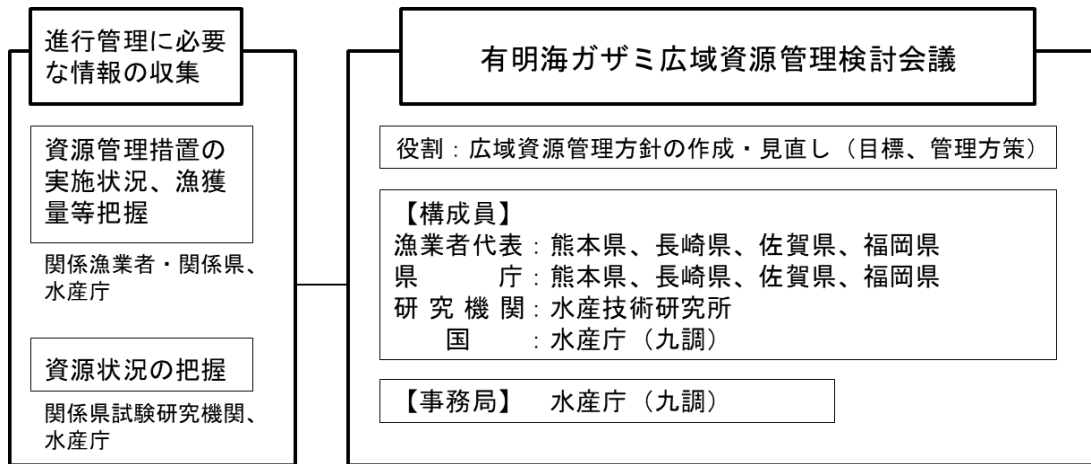 進行管理に必要
な情報の収集
資源管理措置の
実施状況、漁獲
量等把握
関係漁業者・関係県、
水産庁
資源状況の把握
関係県試験研究機関、
水産庁
有明海ガザミ広域資源管理検討会議
役割：広域資源管理方針の作成・見直し（目標、管理方策）
【構成員】
漁業者代表：熊本県、長崎県、佐賀県、福岡県
県　　　庁：熊本県、長崎県、佐賀県、福岡県
研 究 機 関：水産技術研究所
国　　：水産庁（九調）
【事務局】　水産庁（九調）